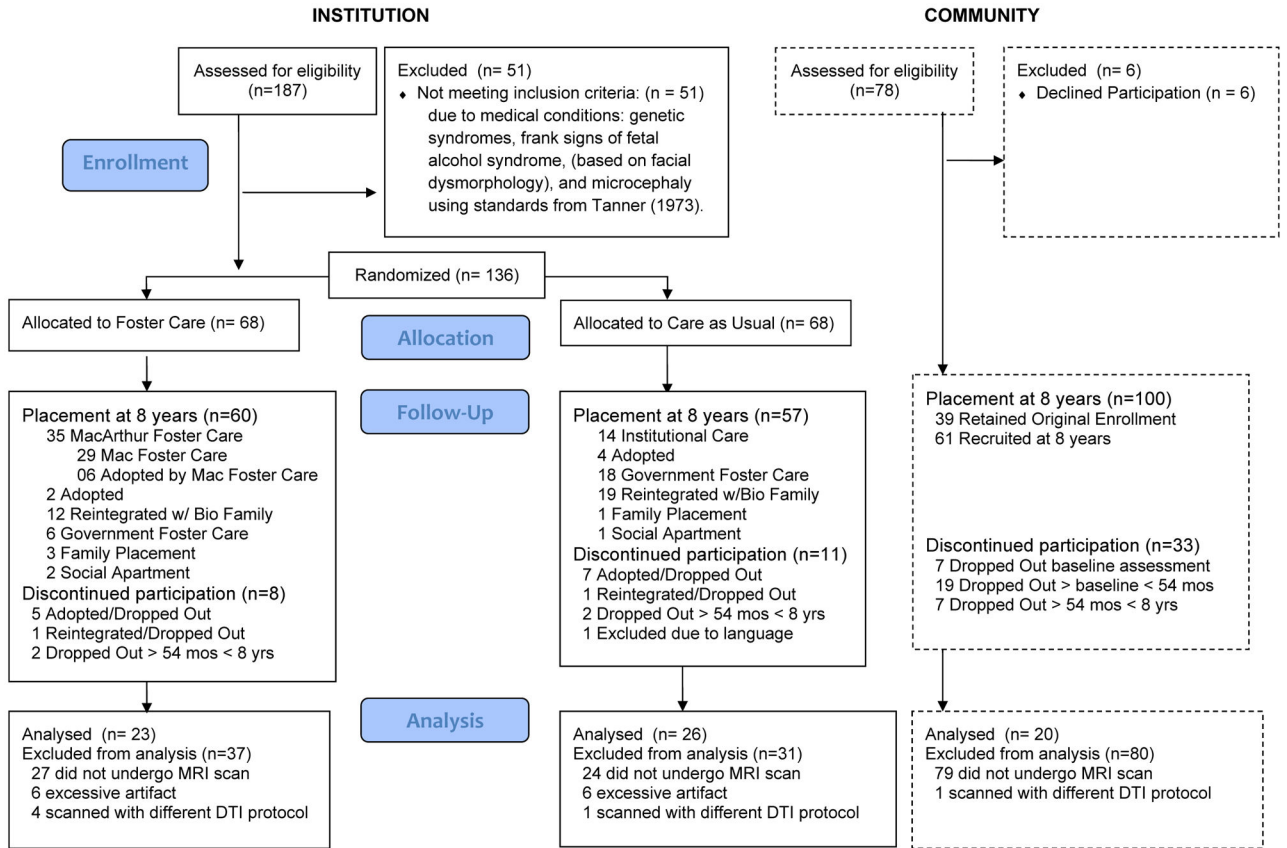 INSTITUTION
COMMUNITY
Assessed for eligibility
(n=187)
Excluded (n= 51)
♦ Not meeting inclusion criteria: (n = 51)
due to medical conditions: genetic
syndromes, frank signs of fetal
alcohol syndrome, (based on facial
dysmorphology), and microcephaly
using standards from Tanner (1973).
Assessed for eligibility
(n=78)
Excluded (n= 6)
♦ Declined Participation (n = 6)
Enrollment
Randomized (n= 136)
Allocated to Foster Care (n= 68)
Allocation
Allocated to Care as Usual (n= 68)
Follow-Up
Placement at 8 years (n=60)
35 MacArthur Foster Care
29 Mac Foster Care
06 Adopted by Mac Foster Care
2 Adopted
12 Reintegrated w/ Bio Family
6 Government Foster Care
3 Family Placement
2 Social Apartment
Discontinued participation (n=8)
5 Adopted/Dropped Out
1 Reintegrated/Dropped Out
2 Dropped Out > 54 mos < 8 yrs
Placement at 8 years (n=57)
14 Institutional Care
4 Adopted
18 Government Foster Care
19 Reintegrated w/Bio Family
1 Family Placement
1 Social Apartment
Discontinued participation (n=11)
7 Adopted/Dropped Out
1 Reintegrated/Dropped Out
2 Dropped Out > 54 mos < 8 yrs
1 Excluded due to language
Placement at 8 years (n=100)
39 Retained Original Enrollment
61 Recruited at 8 years
Discontinued participation (n=33)
7 Dropped Out baseline assessment
19 Dropped Out > baseline < 54 mos
7 Dropped Out > 54 mos < 8 yrs
Analysis
Analysed (n= 23)
Excluded from analysis (n=37)
27 did not undergo MRI scan
6 excessive artifact
4 scanned with different DTI protocol
Analysed (n= 26)
Excluded from analysis (n=31)
24 did not undergo MRI scan
6 excessive artifact
1 scanned with different DTI protocol
Analysed (n= 20)
Excluded from analysis (n=80)
79 did not undergo MRI scan
1 scanned with different DTI protocol